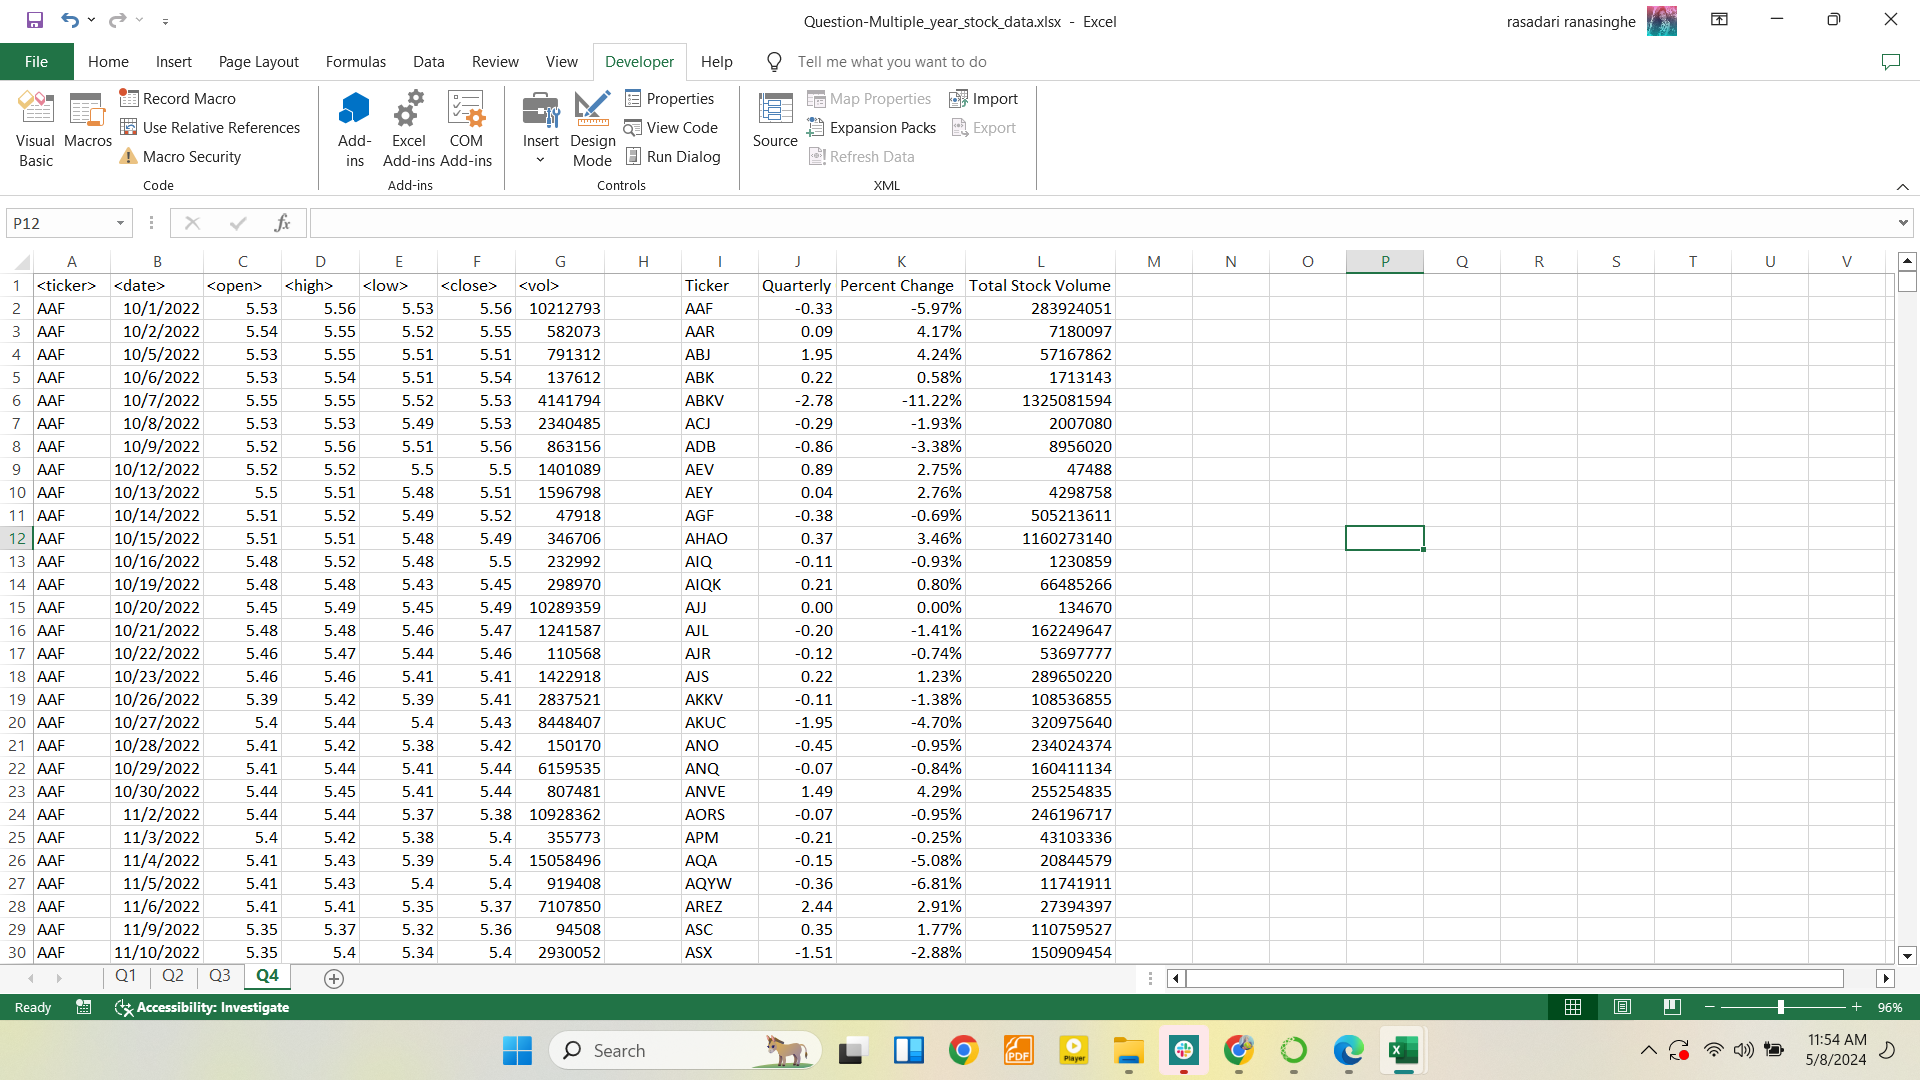 Question-Multiple_year_stock_data.xlsx - Excel
rasadari ranasinghe
File Home Insert Page Layout Formulas Data Review View Developer Help Tell me what you want to do
Visual Basic
Macros
Record Macro
Use Relative References
Macro Security
Code
Add-ins
Excel Add-ins
COM Add-ins
Add-ins
Insert
Design Mode
Properties
View Code
Run Dialog
Controls
Source
Map Properties
Expansion Packs
Refresh Data
Import
Export
XML
P12
fx
A B C D E F G H I J K L M N O P Q R S T U V
1 <ticker> <date> <open> <high> <low> <close> <vol> Ticker Quarterly Percent Change Total Stock Volume
2 AAF 10/1/2022 5.53 5.56 5.53 5.56 10212793 AAF -0.33 -5.97% 283924051
3 AAF 10/2/2022 5.54 5.55 5.52 5.55 582073 AAR 0.09 4.17% 7180097
4 AAF 10/5/2022 5.53 5.55 5.51 5.51 791312 ABJ 1.95 4.24% 57167862
5 AAF 10/6/2022 5.53 5.54 5.51 5.54 137612 ABK 0.22 0.58% 1713143
6 AAF 10/7/2022 5.55 5.55 5.52 5.53 4141794 ABKV -2.78 -11.22% 1325081594
7 AAF 10/8/2022 5.53 5.53 5.49 5.53 2340485 ACJ -0.29 -1.93% 2007080
8 AAF 10/9/2022 5.52 5.56 5.51 5.56 863156 ADB -0.86 -3.38% 8956020
9 AAF 10/12/2022 5.52 5.52 5.5 5.5 1401089 AEV 0.89 2.75% 47488
10 AAF 10/13/2022 5.5 5.51 5.48 5.51 1596798 AEY 0.04 2.76% 4298758
11 AAF 10/14/2022 5.51 5.52 5.49 5.52 47918 AGF -0.38 -0.69% 505213611
12 AAF 10/15/2022 5.51 5.51 5.48 5.49 346706 AHAO 0.37 3.46% 1160273140
13 AAF 10/16/2022 5.48 5.52 5.48 5.5 232992 AIQ -0.11 -0.93% 1230859
14 AAF 10/19/2022 5.48 5.48 5.43 5.45 298970 AIQK 0.21 0.80% 66485266
15 AAF 10/20/2022 5.45 5.49 5.45 5.49 10289359 AJJ 0.00 0.00% 134670
16 AAF 10/21/2022 5.48 5.48 5.46 5.47 1241587 AJL -0.20 -1.41% 162249647
17 AAF 10/22/2022 5.46 5.47 5.44 5.46 110568 AJR -0.12 -0.74% 53697777
18 AAF 10/23/2022 5.46 5.46 5.41 5.41 1422918 AJS 0.22 1.23% 289650220
19 AAF 10/26/2022 5.39 5.42 5.39 5.41 2837521 AKKV -0.11 -1.38% 108536855
20 AAF 10/27/2022 5.4 5.44 5.4 5.43 8448407 AKUC -1.95 -4.70% 320975640
21 AAF 10/28/2022 5.41 5.42 5.38 5.42 150170 ANO -0.45 -0.95% 234024374
22 AAF 10/29/2022 5.41 5.44 5.41 5.44 6159535 ANQ -0.07 -0.84% 160411134
23 AAF 10/30/2022 5.44 5.45 5.41 5.44 807481 ANVE 1.49 4.29% 255254835
24 AAF 11/2/2022 5.44 5.44 5.37 5.38 10928362 AORS -0.07 -0.95% 246196717
25 AAF 11/3/2022 5.4 5.42 5.38 5.4 355773 APM -0.21 -0.25% 43103336
26 AAF 11/4/2022 5.41 5.43 5.39 5.4 15058496 AQA -0.15 -5.08% 20844579
27 AAF 11/5/2022 5.41 5.43 5.4 5.4 919408 AQYW -0.36 -6.81% 11741911
28 AAF 11/6/2022 5.41 5.41 5.35 5.37 7107850 AREZ 2.44 2.91% 27394397
29 AAF 11/9/2022 5.35 5.37 5.32 5.36 94508 ASC 0.35 1.77% 110759527
30 AAF 11/10/2022 5.35 5.4 5.34 5.4 2930052 ASX -1.51 -2.88% 150909454
Q1 Q2 Q3 Q4
Ready Accessibility: Investigate 96%
Search
PDF
Player
11:54 AM
5/8/2024